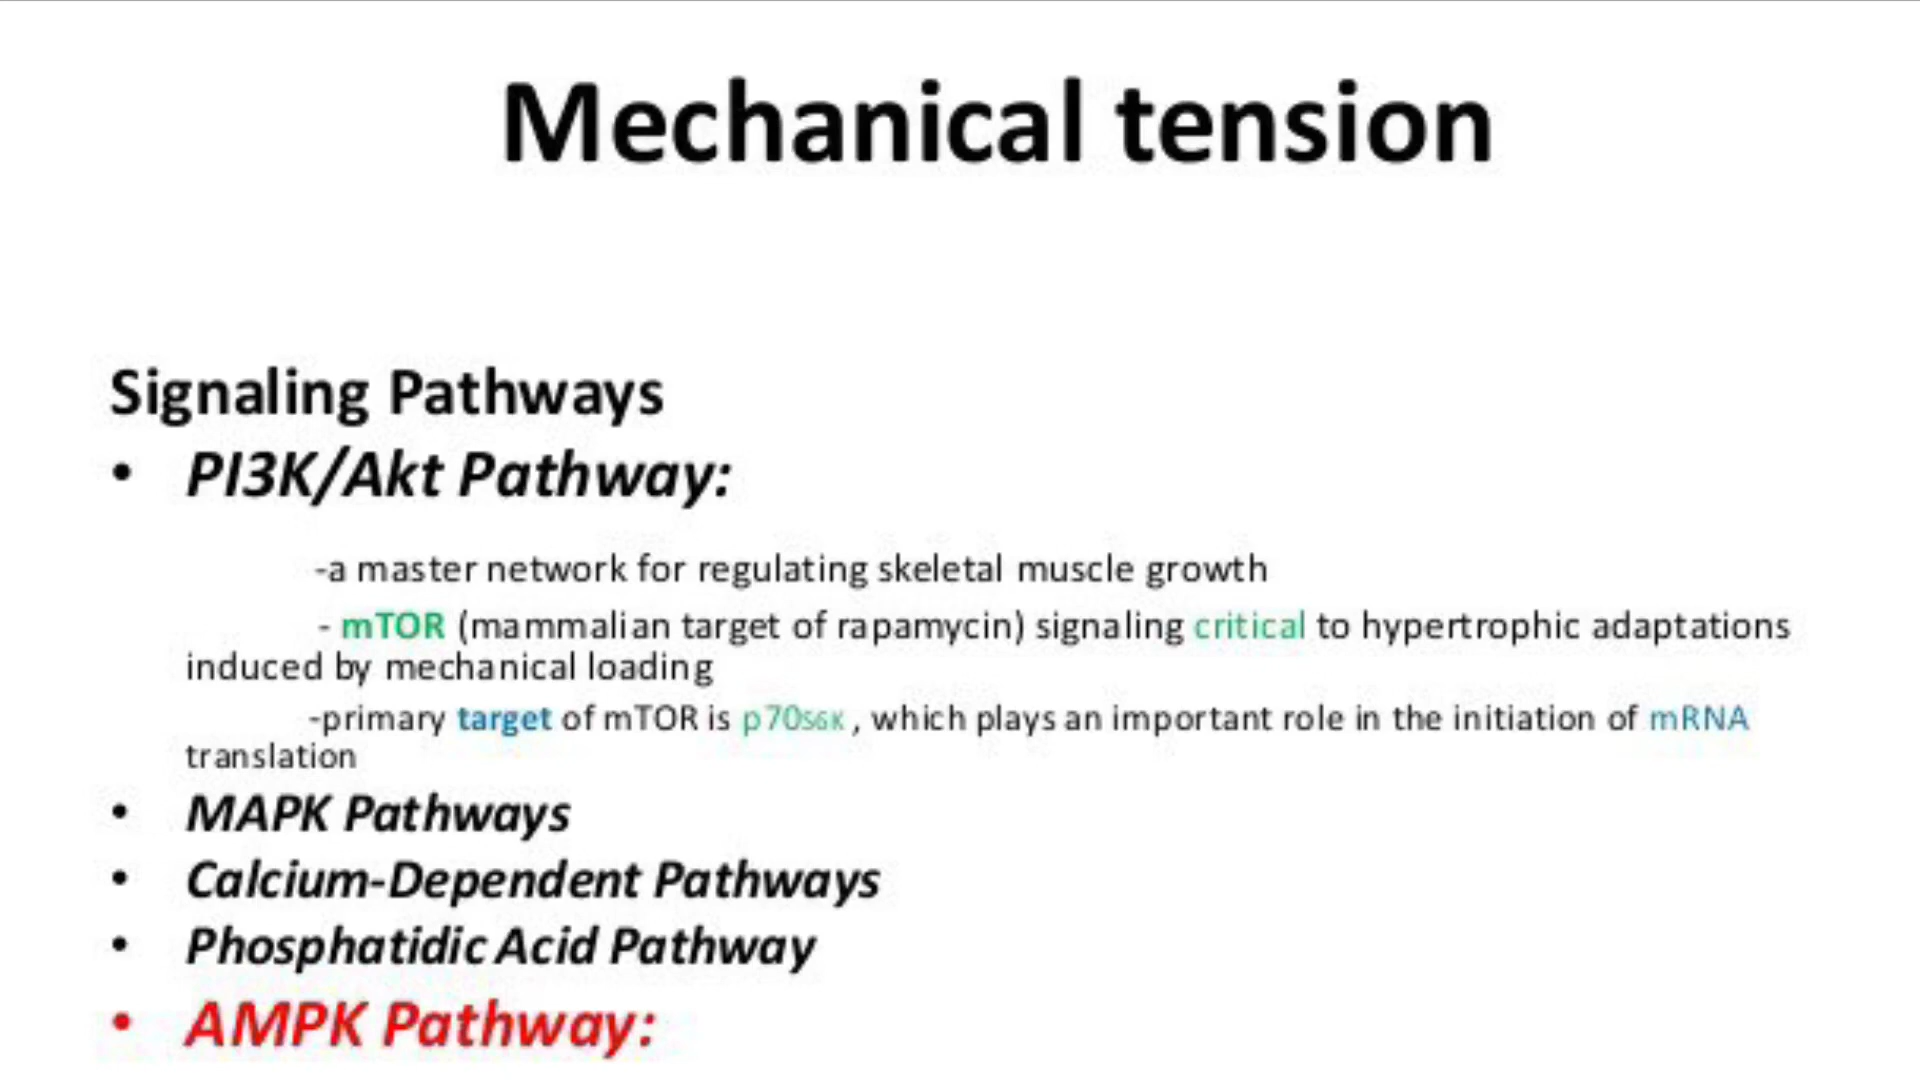 Mechanical tension
Signaling Pathways
• PI3K/Akt Pathway:
-a master network for regulating skeletal muscle growth
- mTOR (mammalian target of rapamycin) signaling critical to hypertrophic adaptations
induced by mechanical loading
-primary target of mTOR is p70S6K , which plays an important role in the initiation of mRNA
translation
• MAPK Pathways
• Calcium-Dependent Pathways
• Phosphatidic Acid Pathway
• AMPK Pathway: